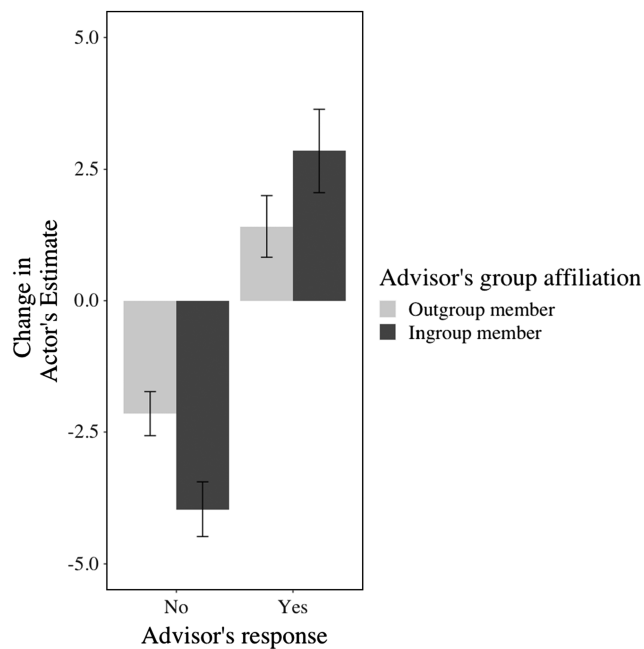 5.0
2.5
0.0
-2.5
-5.0
Change in
Actor's Estimate
No
Yes
Advisor's response
Advisor's group affiliation
Outgroup member
Ingroup member